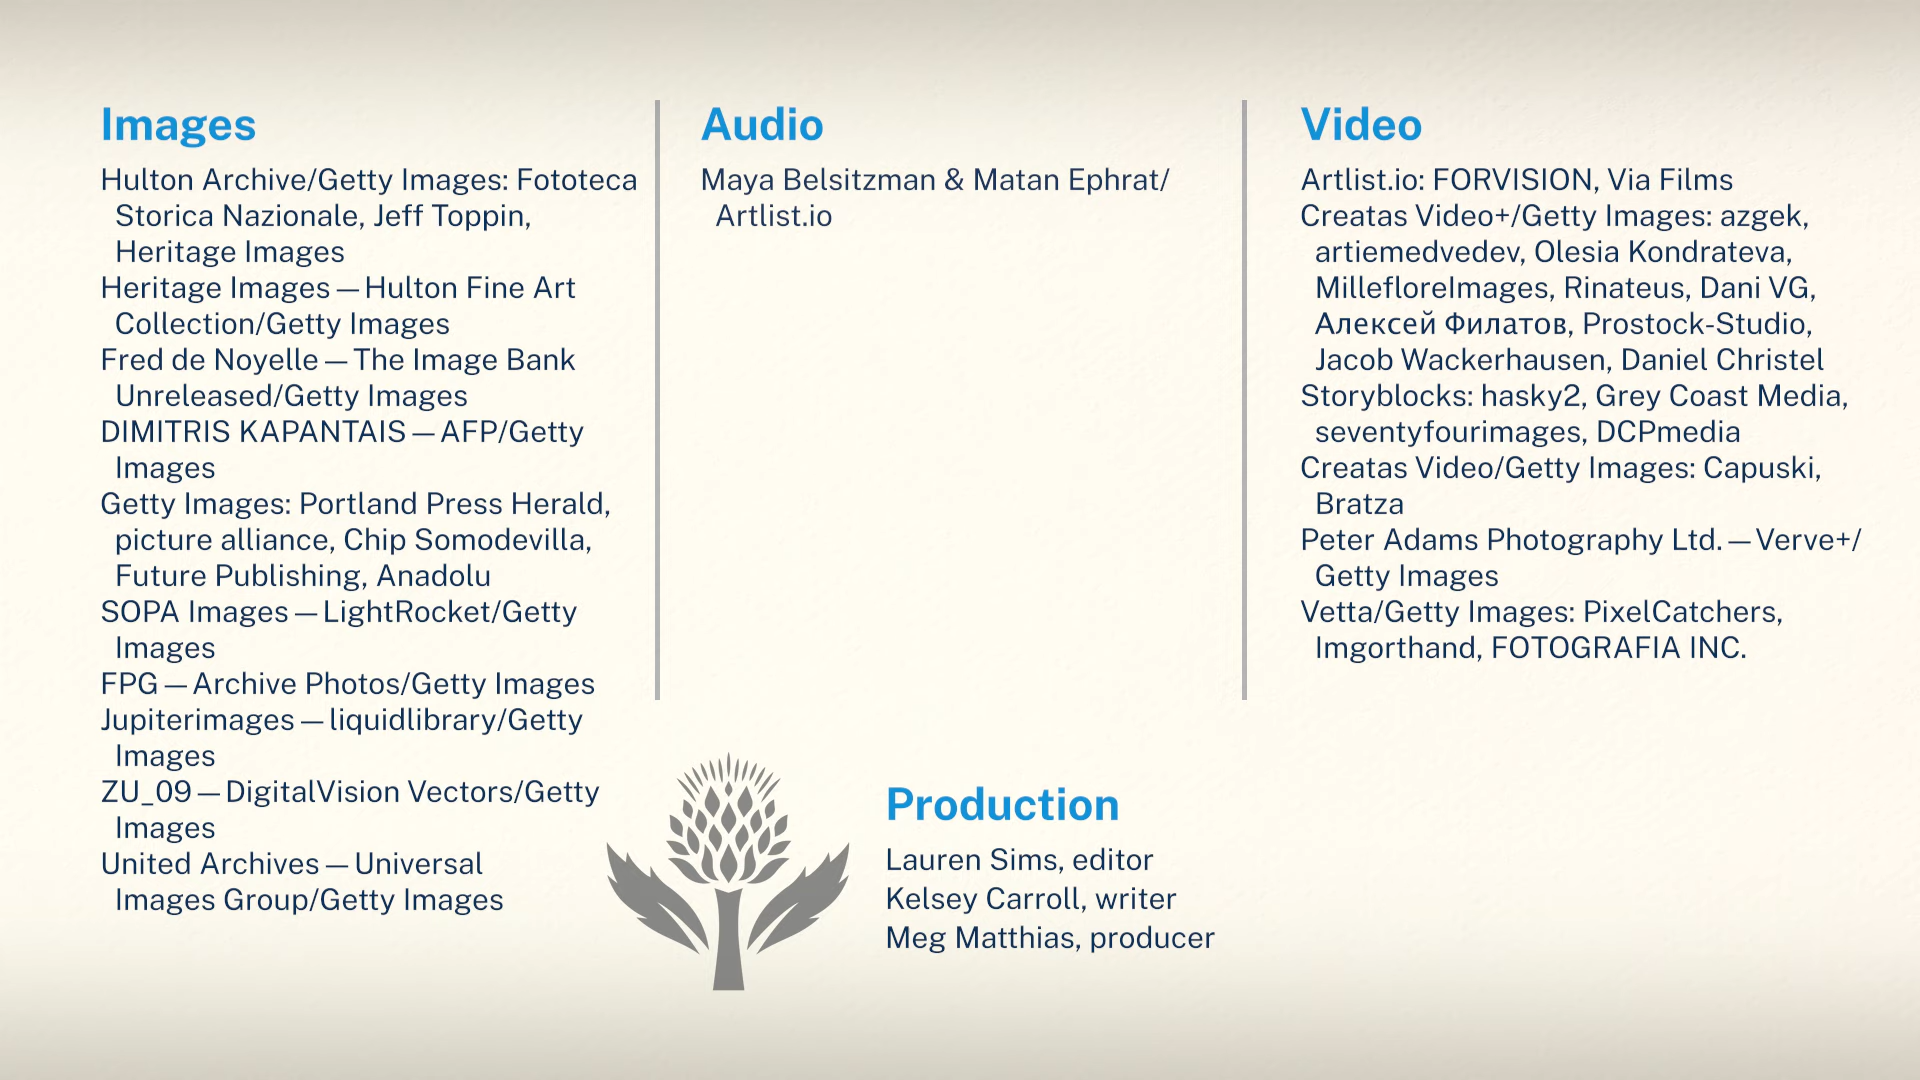 Images
Hulton Archive/Getty Images: Fototeca
Storica Nazionale, Jeff Toppin,
Heritage Images
Heritage Images — Hulton Fine Art
Collection/Getty Images
Fred de Noyelle — The Image Bank
Unreleased/Getty Images
DIMITRIS KAPANTAIS — AFP/Getty
Images
Getty Images: Portland Press Herald,
picture alliance, Chip Somodevilla,
Future Publishing, Anadolu
SOPA Images — LightRocket/Getty
Images
FPG — Archive Photos/Getty Images
Jupiterimages — liquidlibrary/Getty
Images
ZU_09 — DigitalVision Vectors/Getty
Images
United Archives — Universal
Images Group/Getty Images
Audio
Maya Belsitzman & Matan Ephrat/
Artlist.io
Video
Artlist.io: FORVISION, Via Films
Creatas Video+/Getty Images: azgek,
artiemedvedev, Olesia Kondrateva,
MillefloreImages, Rinateus, Dani VG,
Алексей Филатов, Prostock-Studio,
Jacob Wackerhausen, Daniel Christel
Storyblocks: hasky2, Grey Coast Media,
seventyfourimages, DCPmedia
Creatas Video/Getty Images: Capuski,
Bratza
Peter Adams Photography Ltd. — Verve+/
Getty Images
Vetta/Getty Images: PixelCatchers,
Imgorthand, FOTOGRAFIA INC.
Production
Lauren Sims, editor
Kelsey Carroll, writer
Meg Matthias, producer